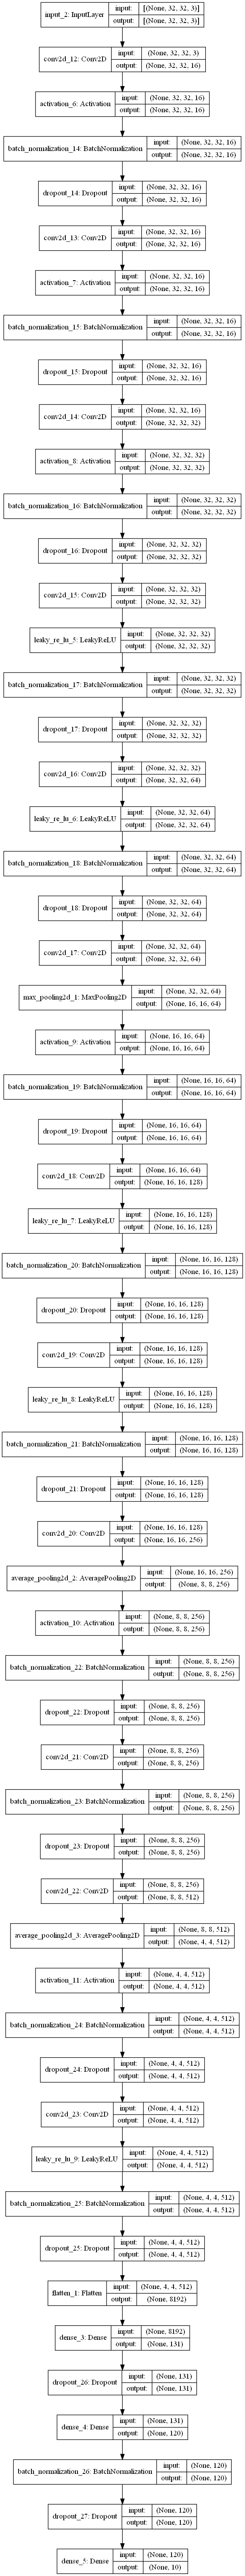 input_2: InputLayer input: [(None, 32, 32, 3)]
output: [(None, 32, 32, 3)]
conv2d_12: Conv2D input: (None, 32, 32, 3)
output: (None, 32, 32, 16)
activation_6: Activation input: (None, 32, 32, 16)
output: (None, 32, 32, 16)
batch_normalization_14: BatchNormalization input: (None, 32, 32, 16)
output: (None, 32, 32, 16)
dropout_14: Dropout input: (None, 32, 32, 16)
output: (None, 32, 32, 16)
conv2d_13: Conv2D input: (None, 32, 32, 16)
output: (None, 32, 32, 16)
activation_7: Activation input: (None, 32, 32, 16)
output: (None, 32, 32, 16)
batch_normalization_15: BatchNormalization input: (None, 32, 32, 16)
output: (None, 32, 32, 16)
dropout_15: Dropout input: (None, 32, 32, 16)
output: (None, 32, 32, 16)
conv2d_14: Conv2D input: (None, 32, 32, 16)
output: (None, 32, 32, 32)
activation_8: Activation input: (None, 32, 32, 32)
output: (None, 32, 32, 32)
batch_normalization_16: BatchNormalization input: (None, 32, 32, 32)
output: (None, 32, 32, 32)
dropout_16: Dropout input: (None, 32, 32, 32)
output: (None, 32, 32, 32)
conv2d_15: Conv2D input: (None, 32, 32, 32)
output: (None, 32, 32, 32)
leaky_re_lu_5: LeakyReLU input: (None, 32, 32, 32)
output: (None, 32, 32, 32)
batch_normalization_17: BatchNormalization input: (None, 32, 32, 32)
output: (None, 32, 32, 32)
dropout_17: Dropout input: (None, 32, 32, 32)
output: (None, 32, 32, 32)
conv2d_16: Conv2D input: (None, 32, 32, 32)
output: (None, 32, 32, 64)
leaky_re_lu_6: LeakyReLU input: (None, 32, 32, 64)
output: (None, 32, 32, 64)
batch_normalization_18: BatchNormalization input: (None, 32, 32, 64)
output: (None, 32, 32, 64)
dropout_18: Dropout input: (None, 32, 32, 64)
output: (None, 32, 32, 64)
conv2d_17: Conv2D input: (None, 32, 32, 64)
output: (None, 32, 32, 64)
max_pooling2d_1: MaxPooling2D input: (None, 32, 32, 64)
output: (None, 16, 16, 64)
activation_9: Activation input: (None, 16, 16, 64)
output: (None, 16, 16, 64)
batch_normalization_19: BatchNormalization input: (None, 16, 16, 64)
output: (None, 16, 16, 64)
dropout_19: Dropout input: (None, 16, 16, 64)
output: (None, 16, 16, 64)
conv2d_18: Conv2D input: (None, 16, 16, 64)
output: (None, 16, 16, 128)
leaky_re_lu_7: LeakyReLU input: (None, 16, 16, 128)
output: (None, 16, 16, 128)
batch_normalization_20: BatchNormalization input: (None, 16, 16, 128)
output: (None, 16, 16, 128)
dropout_20: Dropout input: (None, 16, 16, 128)
output: (None, 16, 16, 128)
conv2d_19: Conv2D input: (None, 16, 16, 128)
output: (None, 16, 16, 128)
leaky_re_lu_8: LeakyReLU input: (None, 16, 16, 128)
output: (None, 16, 16, 128)
batch_normalization_21: BatchNormalization input: (None, 16, 16, 128)
output: (None, 16, 16, 128)
dropout_21: Dropout input: (None, 16, 16, 128)
output: (None, 16, 16, 128)
conv2d_20: Conv2D input: (None, 16, 16, 128)
output: (None, 16, 16, 256)
average_pooling2d_2: AveragePooling2D input: (None, 16, 16, 256)
output: (None, 8, 8, 256)
activation_10: Activation input: (None, 8, 8, 256)
output: (None, 8, 8, 256)
batch_normalization_22: BatchNormalization input: (None, 8, 8, 256)
output: (None, 8, 8, 256)
dropout_22: Dropout input: (None, 8, 8, 256)
output: (None, 8, 8, 256)
conv2d_21: Conv2D input: (None, 8, 8, 256)
output: (None, 8, 8, 256)
batch_normalization_23: BatchNormalization input: (None, 8, 8, 256)
output: (None, 8, 8, 256)
dropout_23: Dropout input: (None, 8, 8, 256)
output: (None, 8, 8, 256)
conv2d_22: Conv2D input: (None, 8, 8, 256)
output: (None, 8, 8, 512)
average_pooling2d_3: AveragePooling2D input: (None, 8, 8, 512)
output: (None, 4, 4, 512)
activation_11: Activation input: (None, 4, 4, 512)
output: (None, 4, 4, 512)
batch_normalization_24: BatchNormalization input: (None, 4, 4, 512)
output: (None, 4, 4, 512)
dropout_24: Dropout input: (None, 4, 4, 512)
output: (None, 4, 4, 512)
conv2d_23: Conv2D input: (None, 4, 4, 512)
output: (None, 4, 4, 512)
leaky_re_lu_9: LeakyReLU input: (None, 4, 4, 512)
output: (None, 4, 4, 512)
batch_normalization_25: BatchNormalization input: (None, 4, 4, 512)
output: (None, 4, 4, 512)
dropout_25: Dropout input: (None, 4, 4, 512)
output: (None, 4, 4, 512)
flatten_1: Flatten input: (None, 4, 4, 512)
output: (None, 8192)
dense_3: Dense input: (None, 8192)
output: (None, 131)
dropout_26: Dropout input: (None, 131)
output: (None, 131)
dense_4: Dense input: (None, 131)
output: (None, 120)
batch_normalization_26: BatchNormalization input: (None, 120)
output: (None, 120)
dropout_27: Dropout input: (None, 120)
output: (None, 120)
dense_5: Dense input: (None, 120)
output: (None, 10)